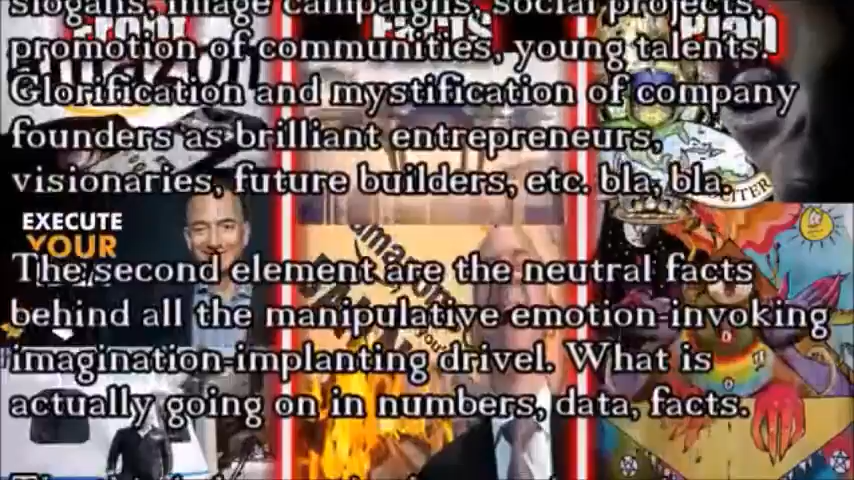 slogans, image campaigns, social projects,
promotion of communities, young talents.
Glorification and mystification of company
founders as brilliant entrepreneurs,
visionaries, future builders, etc. bla, bla.
EXECUTE
YOUR
The second element are the neutral facts
behind all the manipulative emotion-invoking
imagination-implanting drivel. What is
actually going on in numbers, data, facts.